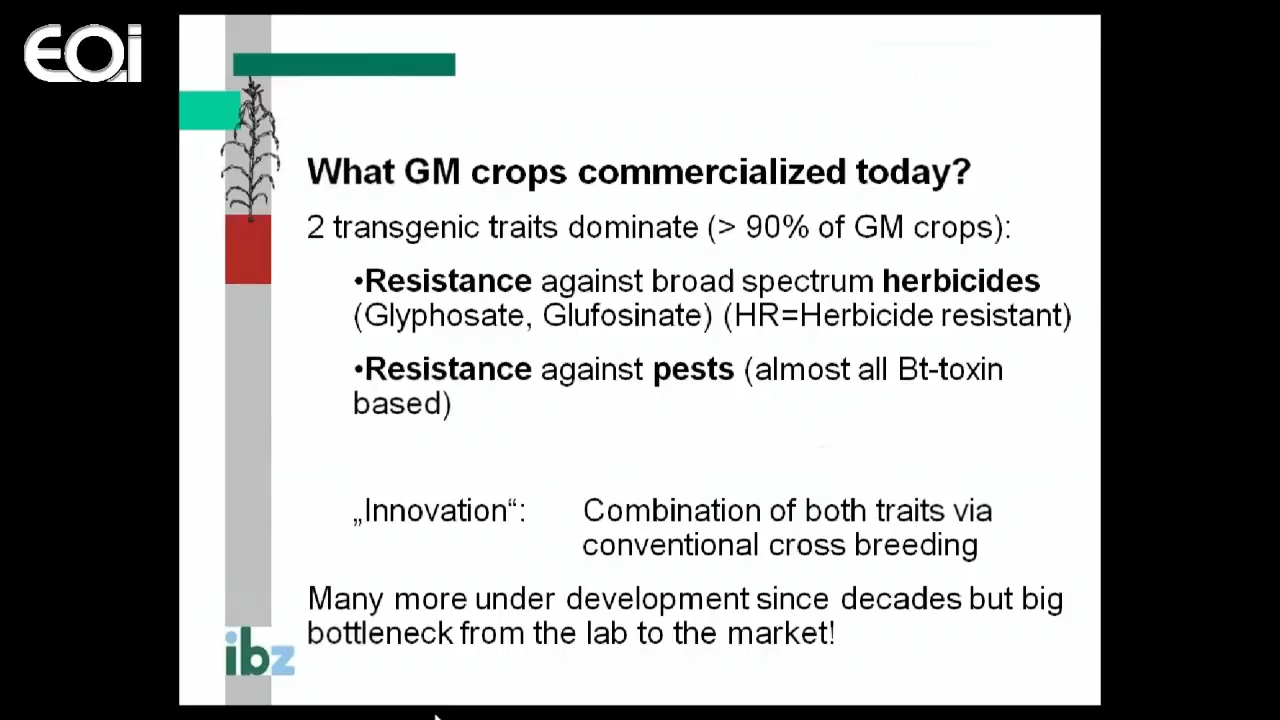 EOi
What GM crops commercialized today?
2 transgenic traits dominate (> 90% of GM crops):
•Resistance against broad spectrum herbicides
(Glyphosate, Glufosinate) (HR=Herbicide resistant)
•Resistance against pests (almost all Bt-toxin
based)
„Innovation“: Combination of both traits via
conventional cross breeding
Many more under development since decades but big
bottleneck from the lab to the market!
ibz